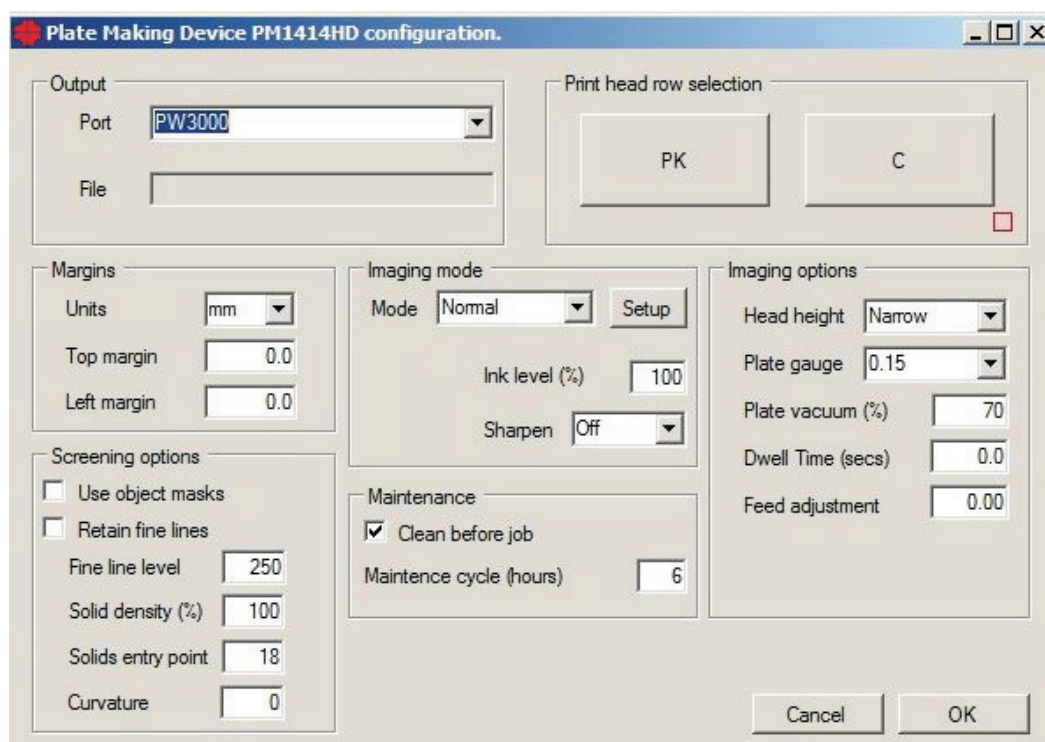 Plate Making Device PM1414HD configuration.
Output
Port PW3000
File
Print head row selection
PK C
Margins
Units mm
Top margin 0.0
Left margin 0.0
Imaging mode
Mode Normal Setup
Ink level (%) 100
Sharpen Off
Imaging options
Head height Narrow
Plate gauge 0.15
Plate vacuum (%) 70
Dwell Time (secs) 0.0
Feed adjustment 0.00
Screening options
Use object masks
Retain fine lines
Fine line level 250
Solid density (%) 100
Solids entry point 18
Curvature 0
Maintenance
Clean before job
Maintence cycle (hours) 6
Cancel OK